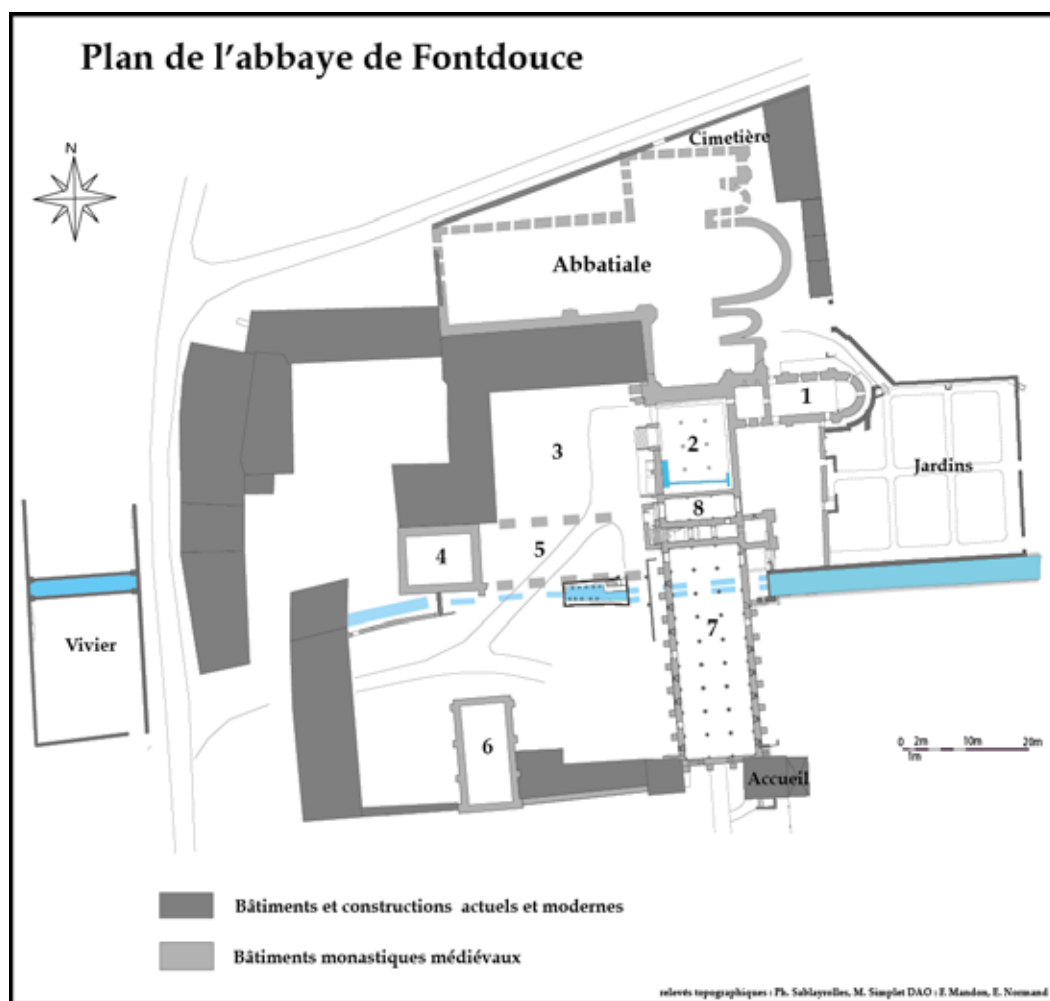 Plan de l'abbaye de Fontdouce
N
Cimetière
Abbatiale
1
2
3
Jardins
8
4
5
Vivier
7
6
0 2m 10m 20m
1m
Accueil
Bâtiments et constructions actuels et modernes
Bâtiments monastiques médiévaux
relevés topographiques : Ph. Sablayrolles, M. Simplet DAO : F. Mandon, E. Normand